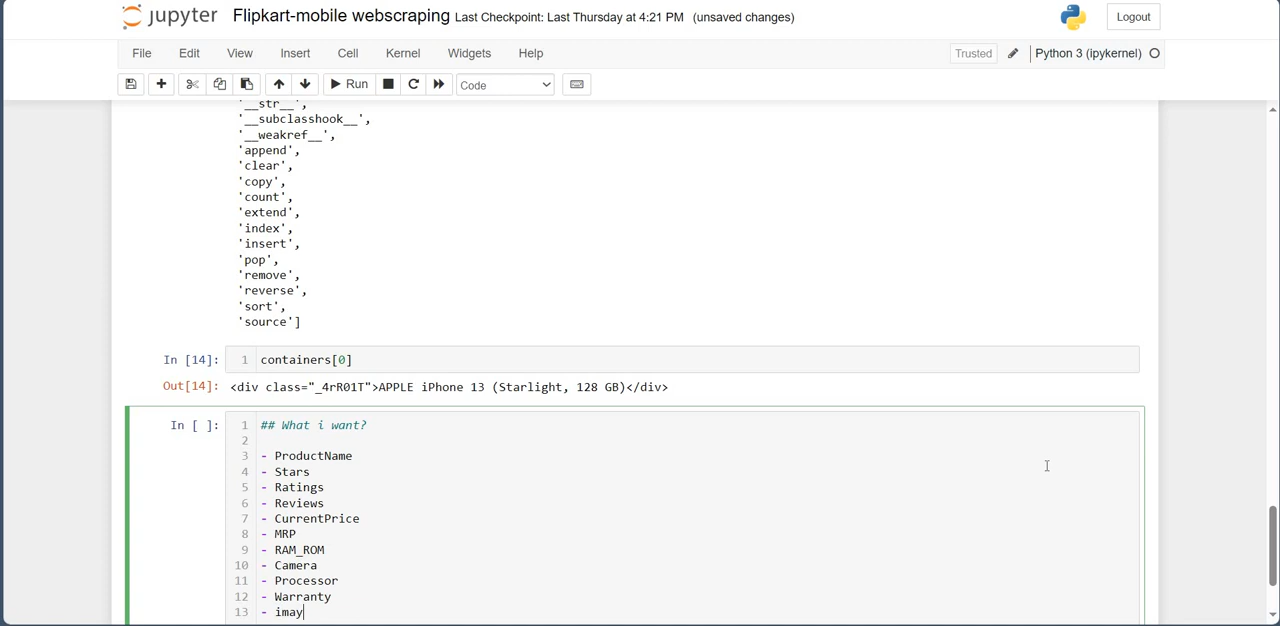 jupyter Flipkart-mobile webscraping Last Checkpoint: Last Thursday at 4:21 PM (unsaved changes) Logout
File Edit View Insert Cell Kernel Widgets Help Trusted Python 3 (ipykernel)
Run Code
'__str__',
'__subclasshook__',
'__weakref__',
'append',
'clear',
'copy',
'count',
'extend',
'index',
'insert',
'pop',
'remove',
'reverse',
'sort',
'source']
In [14]: 1 containers[0]
Out[14]: <div class="_4rR01T">APPLE iPhone 13 (Starlight, 128 GB)</div>
In [ ]: 1 ## What i want?
2
3 - ProductName
4 - Stars
5 - Ratings
6 - Reviews
7 - CurrentPrice
8 - MRP
9 - RAM_ROM
10 - Camera
11 - Processor
12 - Warranty
13 - imay